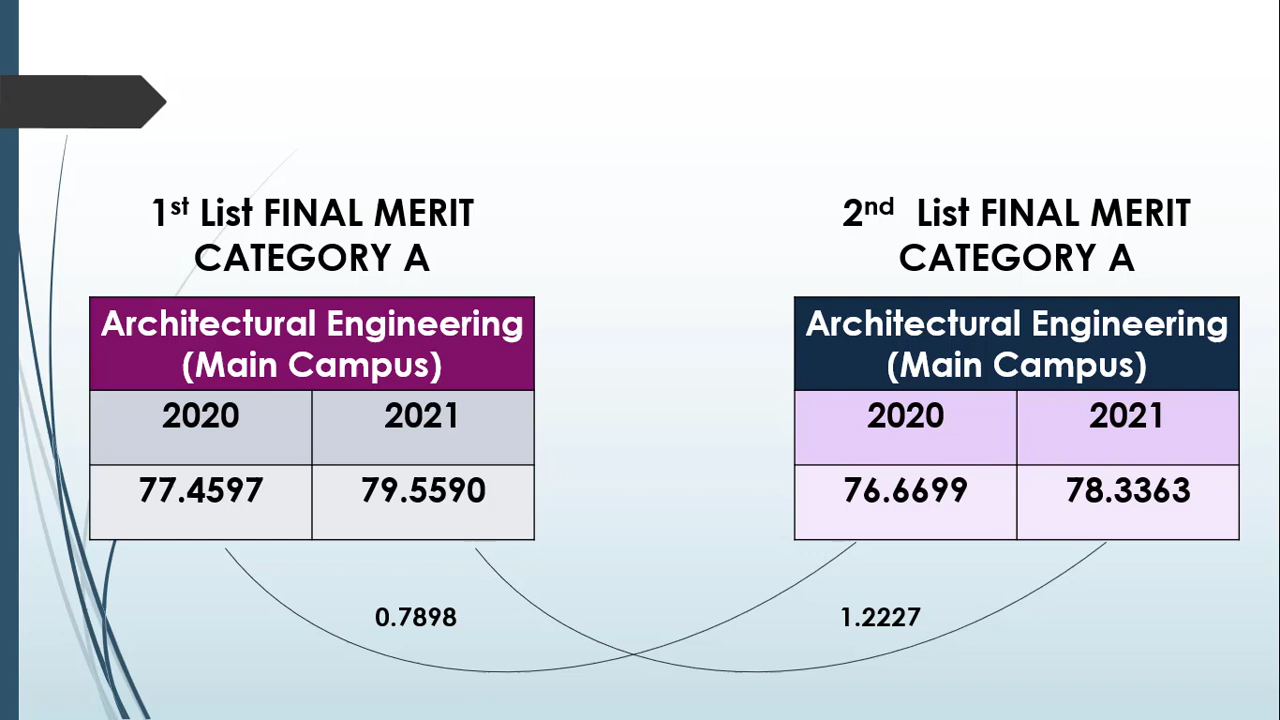 1st List FINAL MERIT
CATEGORY A
Architectural Engineering
(Main Campus)
2020 2021
77.4597 79.5590
2nd List FINAL MERIT
CATEGORY A
Architectural Engineering
(Main Campus)
2020 2021
76.6699 78.3363
0.7898 1.2227